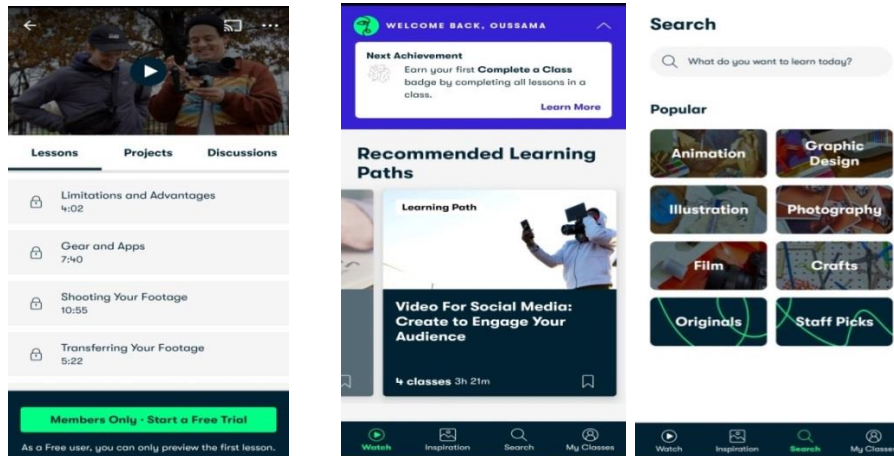 Lessons Projects Discussions
Limitations and Advantages
4:02
Gear and Apps
7:40
Shooting Your Footage
10:55
Transferring Your Footage
5:22
Members Only · Start a Free Trial
As a Free user, you can only preview the first lesson.
WELCOME BACK, OUSSAMA
Next Achievement
Earn your first Complete a Class
badge by completing all lessons in a
class.
Learn More
Recommended Learning
Paths
Learning Path
Video For Social Media:
Create to Engage Your
Audience
4 classes 3h 21m
Watch Inspiration Search My Classes
Search
What do you want to learn today?
Popular
Animation
Graphic
Design
Illustration
Photography
Film
Crafts
Originals
Staff Picks
Watch Inspiration Search My Classes